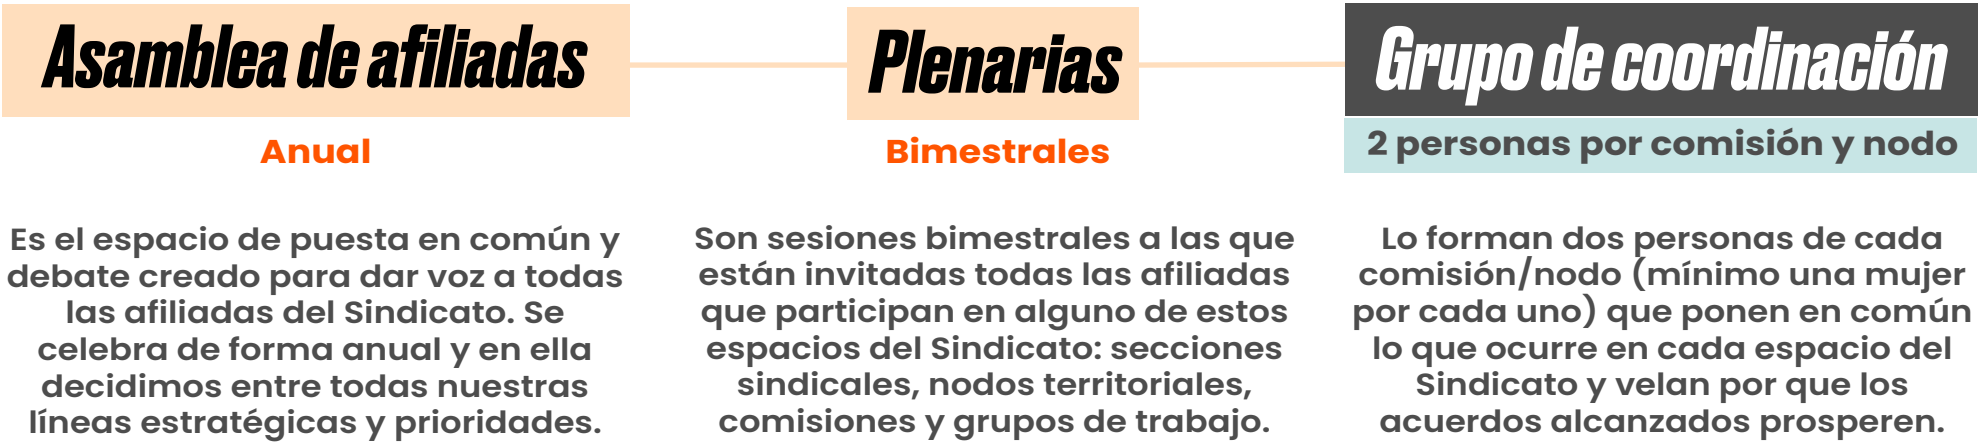 Asamblea de afiliadas
Anual
Es el espacio de puesta en común y
debate creado para dar voz a todas
las afiliadas del Sindicato. Se
celebra de forma anual y en ella
decidimos entre todas nuestras
líneas estratégicas y prioridades.
Plenarias
Bimestrales
Son sesiones bimestrales a las que
están invitadas todas las afiliadas
que participan en alguno de estos
espacios del Sindicato: secciones
sindicales, nodos territoriales,
comisiones y grupos de trabajo.
Grupo de coordinación
2 personas por comisión y nodo
Lo forman dos personas de cada
comisión/nodo (mínimo una mujer
por cada uno) que ponen en común
lo que ocurre en cada espacio del
Sindicato y velan por que los
acuerdos alcanzados prosperen.